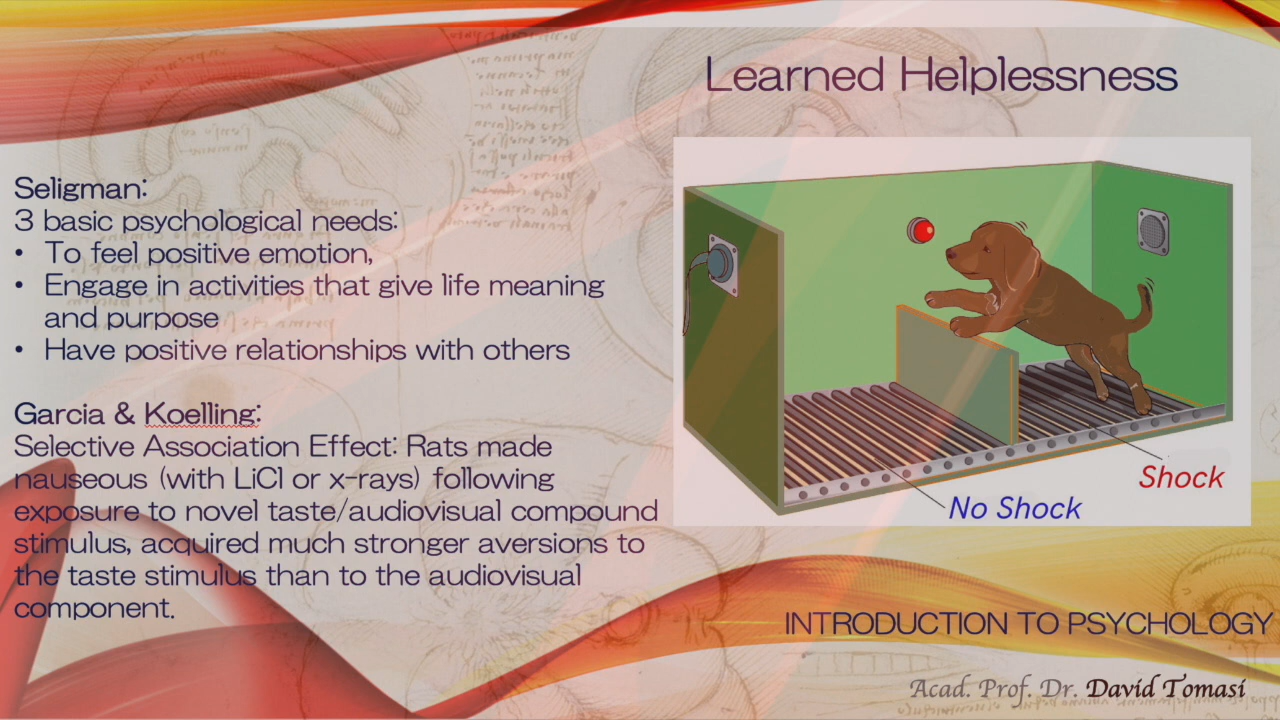 Learned Helplessness
Seligman:
3 basic psychological needs:
• To feel positive emotion,
• Engage in activities that give life meaning
and purpose
• Have positive relationships with others
Garcia & Koelling:
Selective Association Effect: Rats made
nauseous (with LiCl or x-rays) following
exposure to novel taste/audiovisual compound
stimulus, acquired much stronger aversions to
the taste stimulus than to the audiovisual
component.
Shock
No Shock
INTRODUCTION TO PSYCHOLOGY
Acad. Prof. Dr. David Tomasi